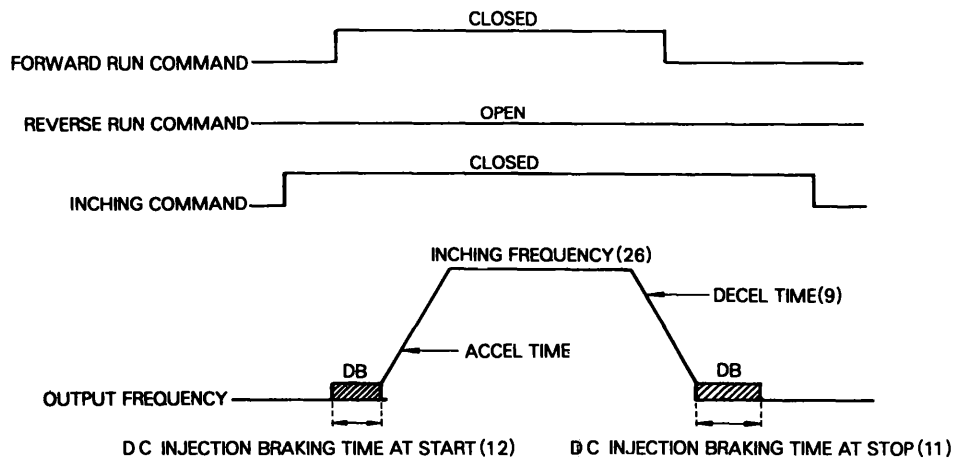 CLOSED
FORWARD RUN COMMAND
OPEN
REVERSE RUN COMMAND
CLOSED
INCHING COMMAND
INCHING FREQUENCY(26)
DECEL TIME(9)
ACCEL TIME
DB
DB
OUTPUT FREQUENCY
DC INJECTION BRAKING TIME AT START(12)
DC INJECTION BRAKING TIME AT STOP(11)